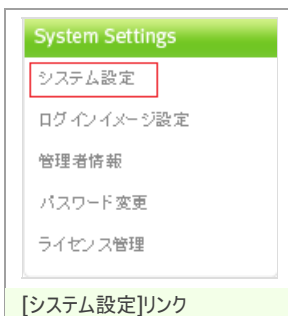 System Settings
システム設定
ログインイメージ設定
管理者情報
パスワード変更
ライセンス管理
[システム設定]リンク